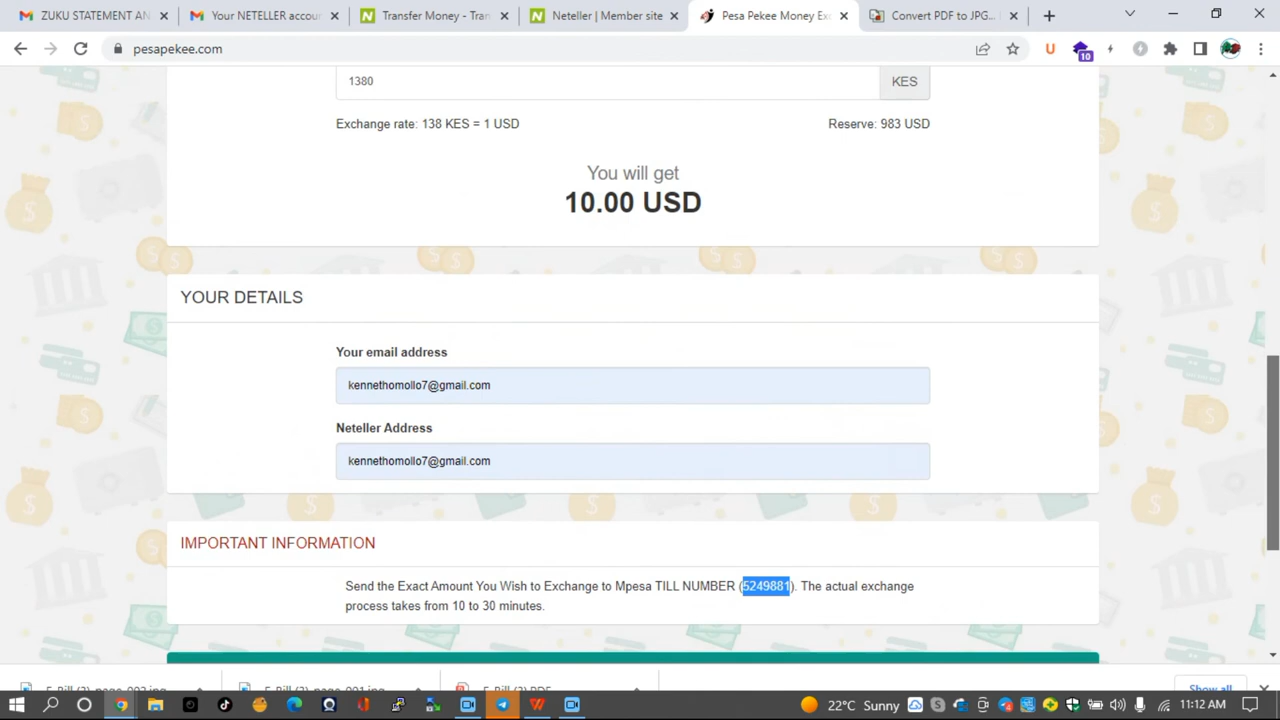 ZUKU STATEMENT AN
Your NETELLER accou
Transfer Money - Tran
Neteller | Member site
Pesa Pekee Money Exc
Convert PDF to JPG...
pesapekee.com
U
10
1380
KES
Exchange rate: 138 KES = 1 USD
Reserve: 983 USD
You will get
10.00 USD
YOUR DETAILS
Your email address
kennethomollo7@gmail.com
Neteller Address
kennethomollo7@gmail.com
IMPORTANT INFORMATION
Send the Exact Amount You Wish to Exchange to Mpesa TILL NUMBER (5249881). The actual exchange
process takes from 10 to 30 minutes.
Show all
22°C Sunny
11:12 AM